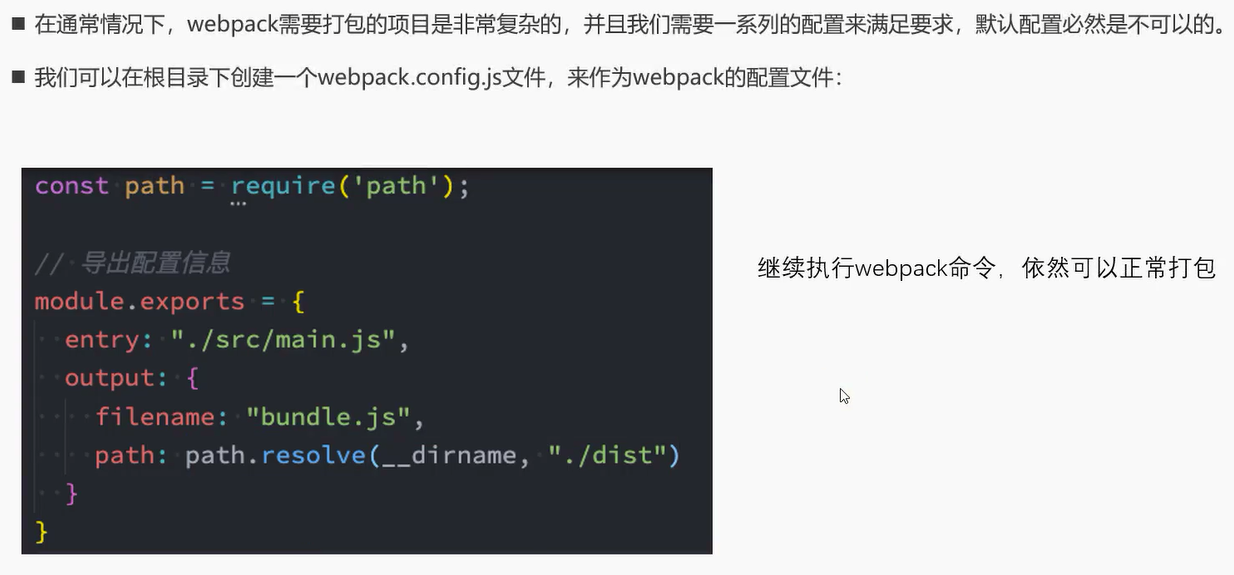 ■ 在通常情况下，webpack需要打包的项目是非常复杂的，并且我们需要一系列的配置来满足要求，默认配置必然是不可以的。
■ 我们可以在根目录下创建一个webpack.config.js文件，来作为webpack的配置文件：
const path = require('path');
// 导出配置信息
module.exports = {
  entry: "./src/main.js",
  output: {
    filename: "bundle.js",
    path: path.resolve(__dirname, "./dist")
  }
}
继续执行webpack命令，依然可以正常打包